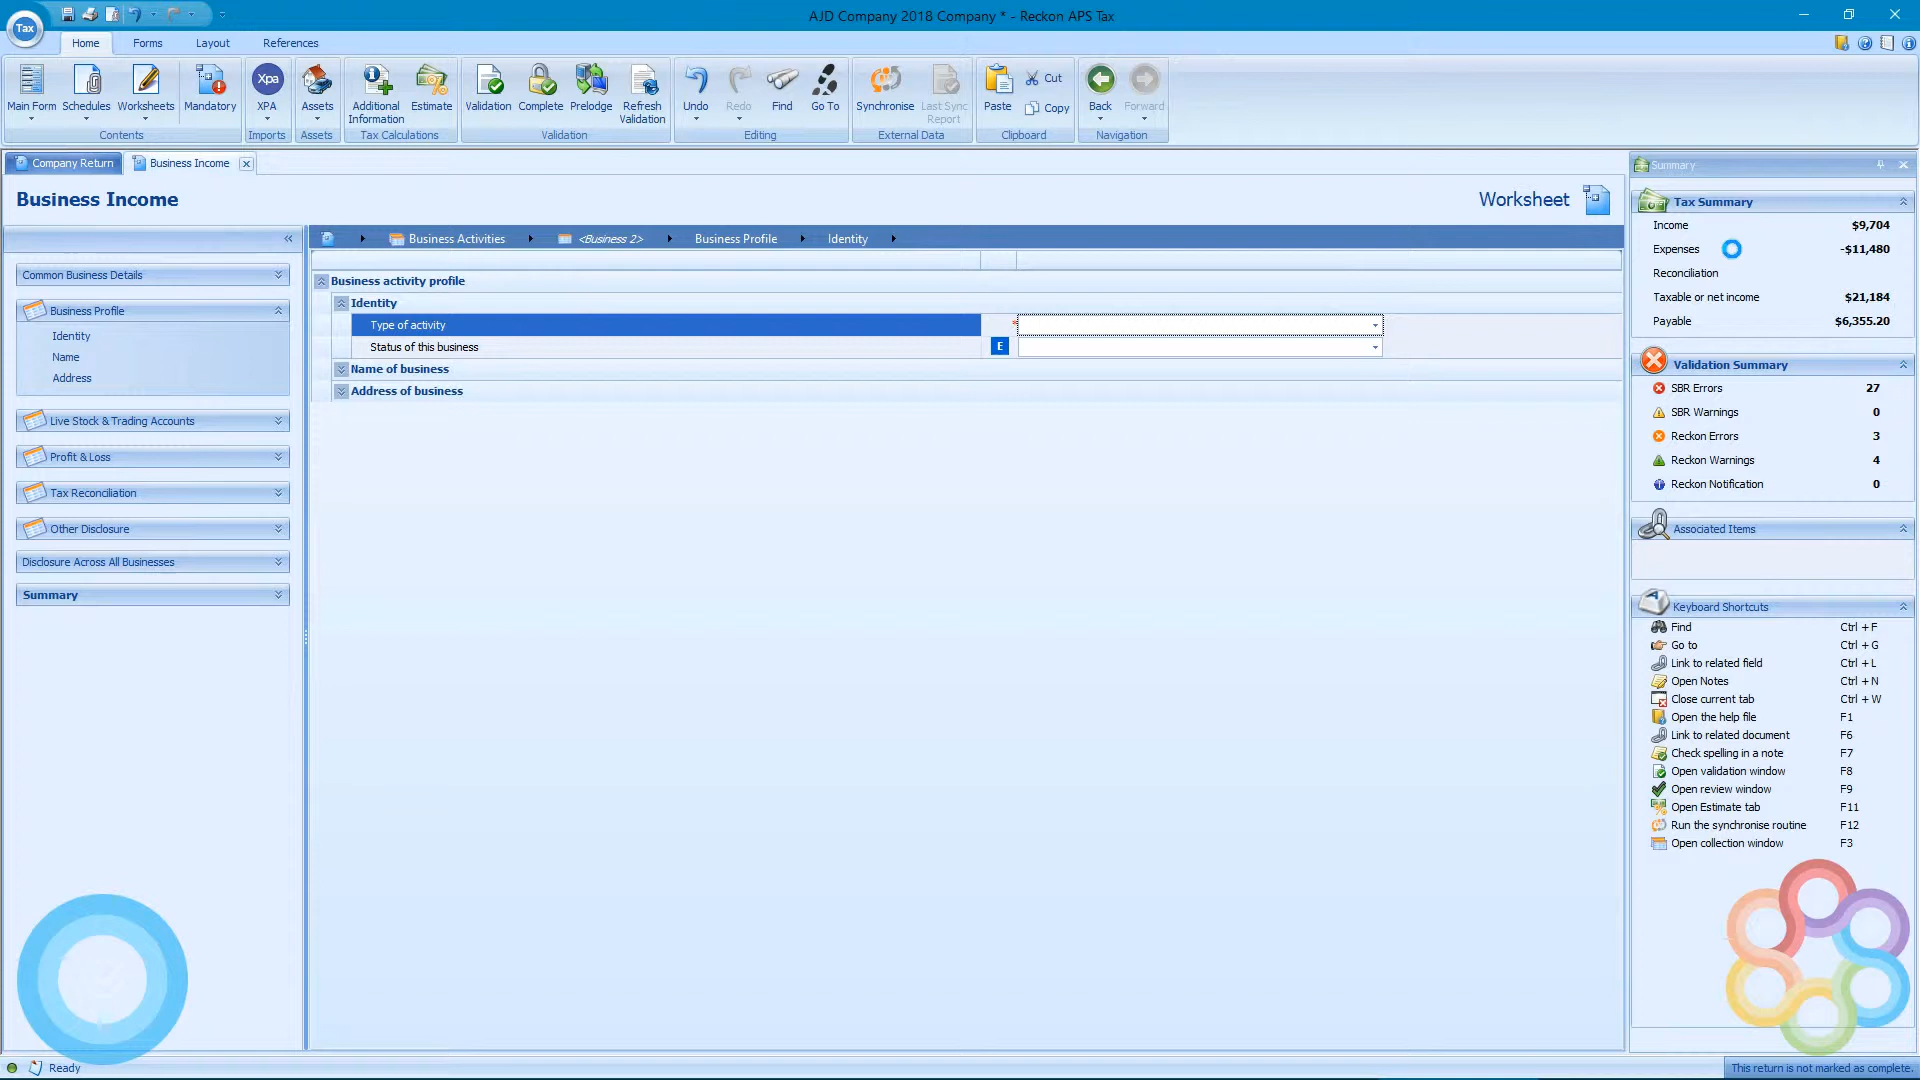 AJD Company 2018 Company * - Reckon APS Tax
Tax
Home Forms Layout References
Main Form Schedules Worksheets Mandatory
Contents
XPA
Xpa
Imports
Assets
Assets
Additional Information Estimate
Tax Calculations
Validation Complete Prelodge Refresh Validation
Validation
Undo Redo Find Go To
Editing
Synchronise Last Sync Report
External Data
Paste Cut Copy
Clipboard
Back Forward
Navigation
Company Return Business Income
Business Income
Worksheet
Common Business Details
Business Profile
Identity
Name
Address
Live Stock & Trading Accounts
Profit & Loss
Tax Reconciliation
Other Disclosure
Disclosure Across All Businesses
Summary
Business Activities <Business 2> Business Profile Identity
Business activity profile
Identity
Type of activity *
Status of this business E
Name of business
Address of business
Summary
Tax Summary
Income $9,704
Expenses -$11,480
Reconciliation
Taxable or net income $21,184
Payable $6,355.20
Validation Summary
SBR Errors 27
SBR Warnings 0
Reckon Errors 3
Reckon Warnings 4
Reckon Notification 0
Associated Items
Keyboard Shortcuts
Find Ctrl + F
Go to Ctrl + G
Link to related field Ctrl + L
Open Notes Ctrl + N
Close current tab Ctrl + W
Open the help file F1
Link to related document F6
Check spelling in a note F7
Open validation window F8
Open review window F9
Open Estimate tab F11
Run the synchronise routine F12
Open collection window F3
Ready
This return is not marked as complete.